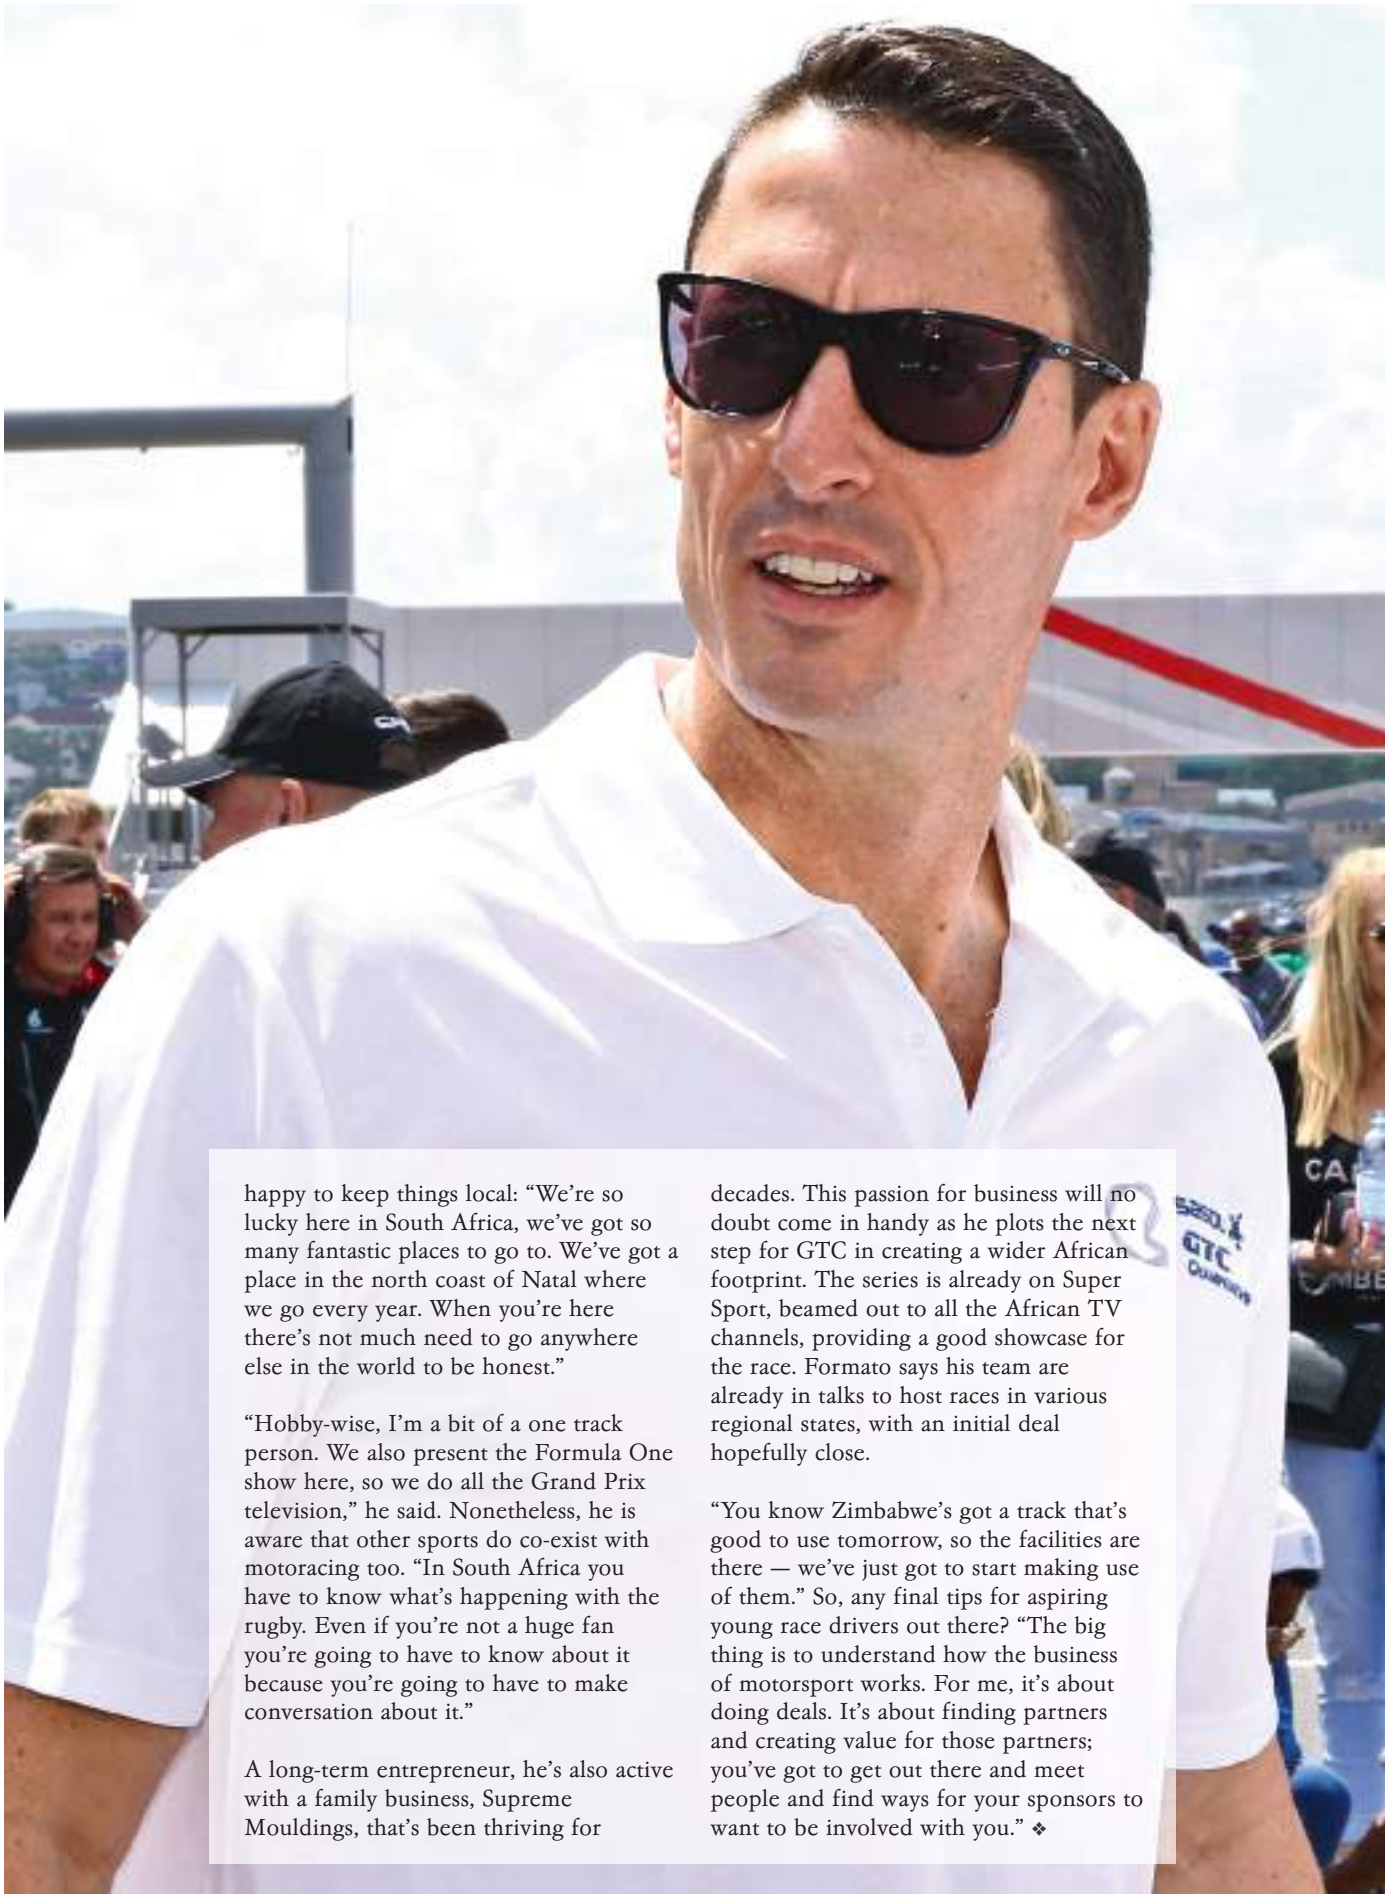 happy to keep things local: “We’re so
lucky here in South Africa, we’ve got so
many fantastic places to go to. We’ve got a
place in the north coast of Natal where
we go every year. When you’re here
there’s not much need to go anywhere
else in the world to be honest.”
“Hobby-wise, I’m a bit of a one track
person. We also present the Formula One
show here, so we do all the Grand Prix
television,” he said. Nonetheless, he is
aware that other sports do co-exist with
motoracing too. “In South Africa you
have to know what’s happening with the
rugby. Even if you’re not a huge fan
you’re going to have to know about it
because you’re going to have to make
conversation about it.”
A long-term entrepreneur, he’s also active
with a family business, Supreme
Mouldings, that’s been thriving for
decades. This passion for business will no
doubt come in handy as he plots the next
step for GTC in creating a wider African
footprint. The series is already on Super
Sport, beamed out to all the African TV
channels, providing a good showcase for
the race. Formato says his team are
already in talks to host races in various
regional states, with an initial deal
hopefully close.
“You know Zimbabwe’s got a track that’s
good to use tomorrow, so the facilities are
there — we’ve just got to start making use
of them.” So, any final tips for aspiring
young race drivers out there? “The big
thing is to understand how the business
of motorsport works. For me, it’s about
doing deals. It’s about finding partners
and creating value for those partners;
you’ve got to get out there and meet
people and find ways for your sponsors to
want to be involved with you.” ❖
sasol
GTC